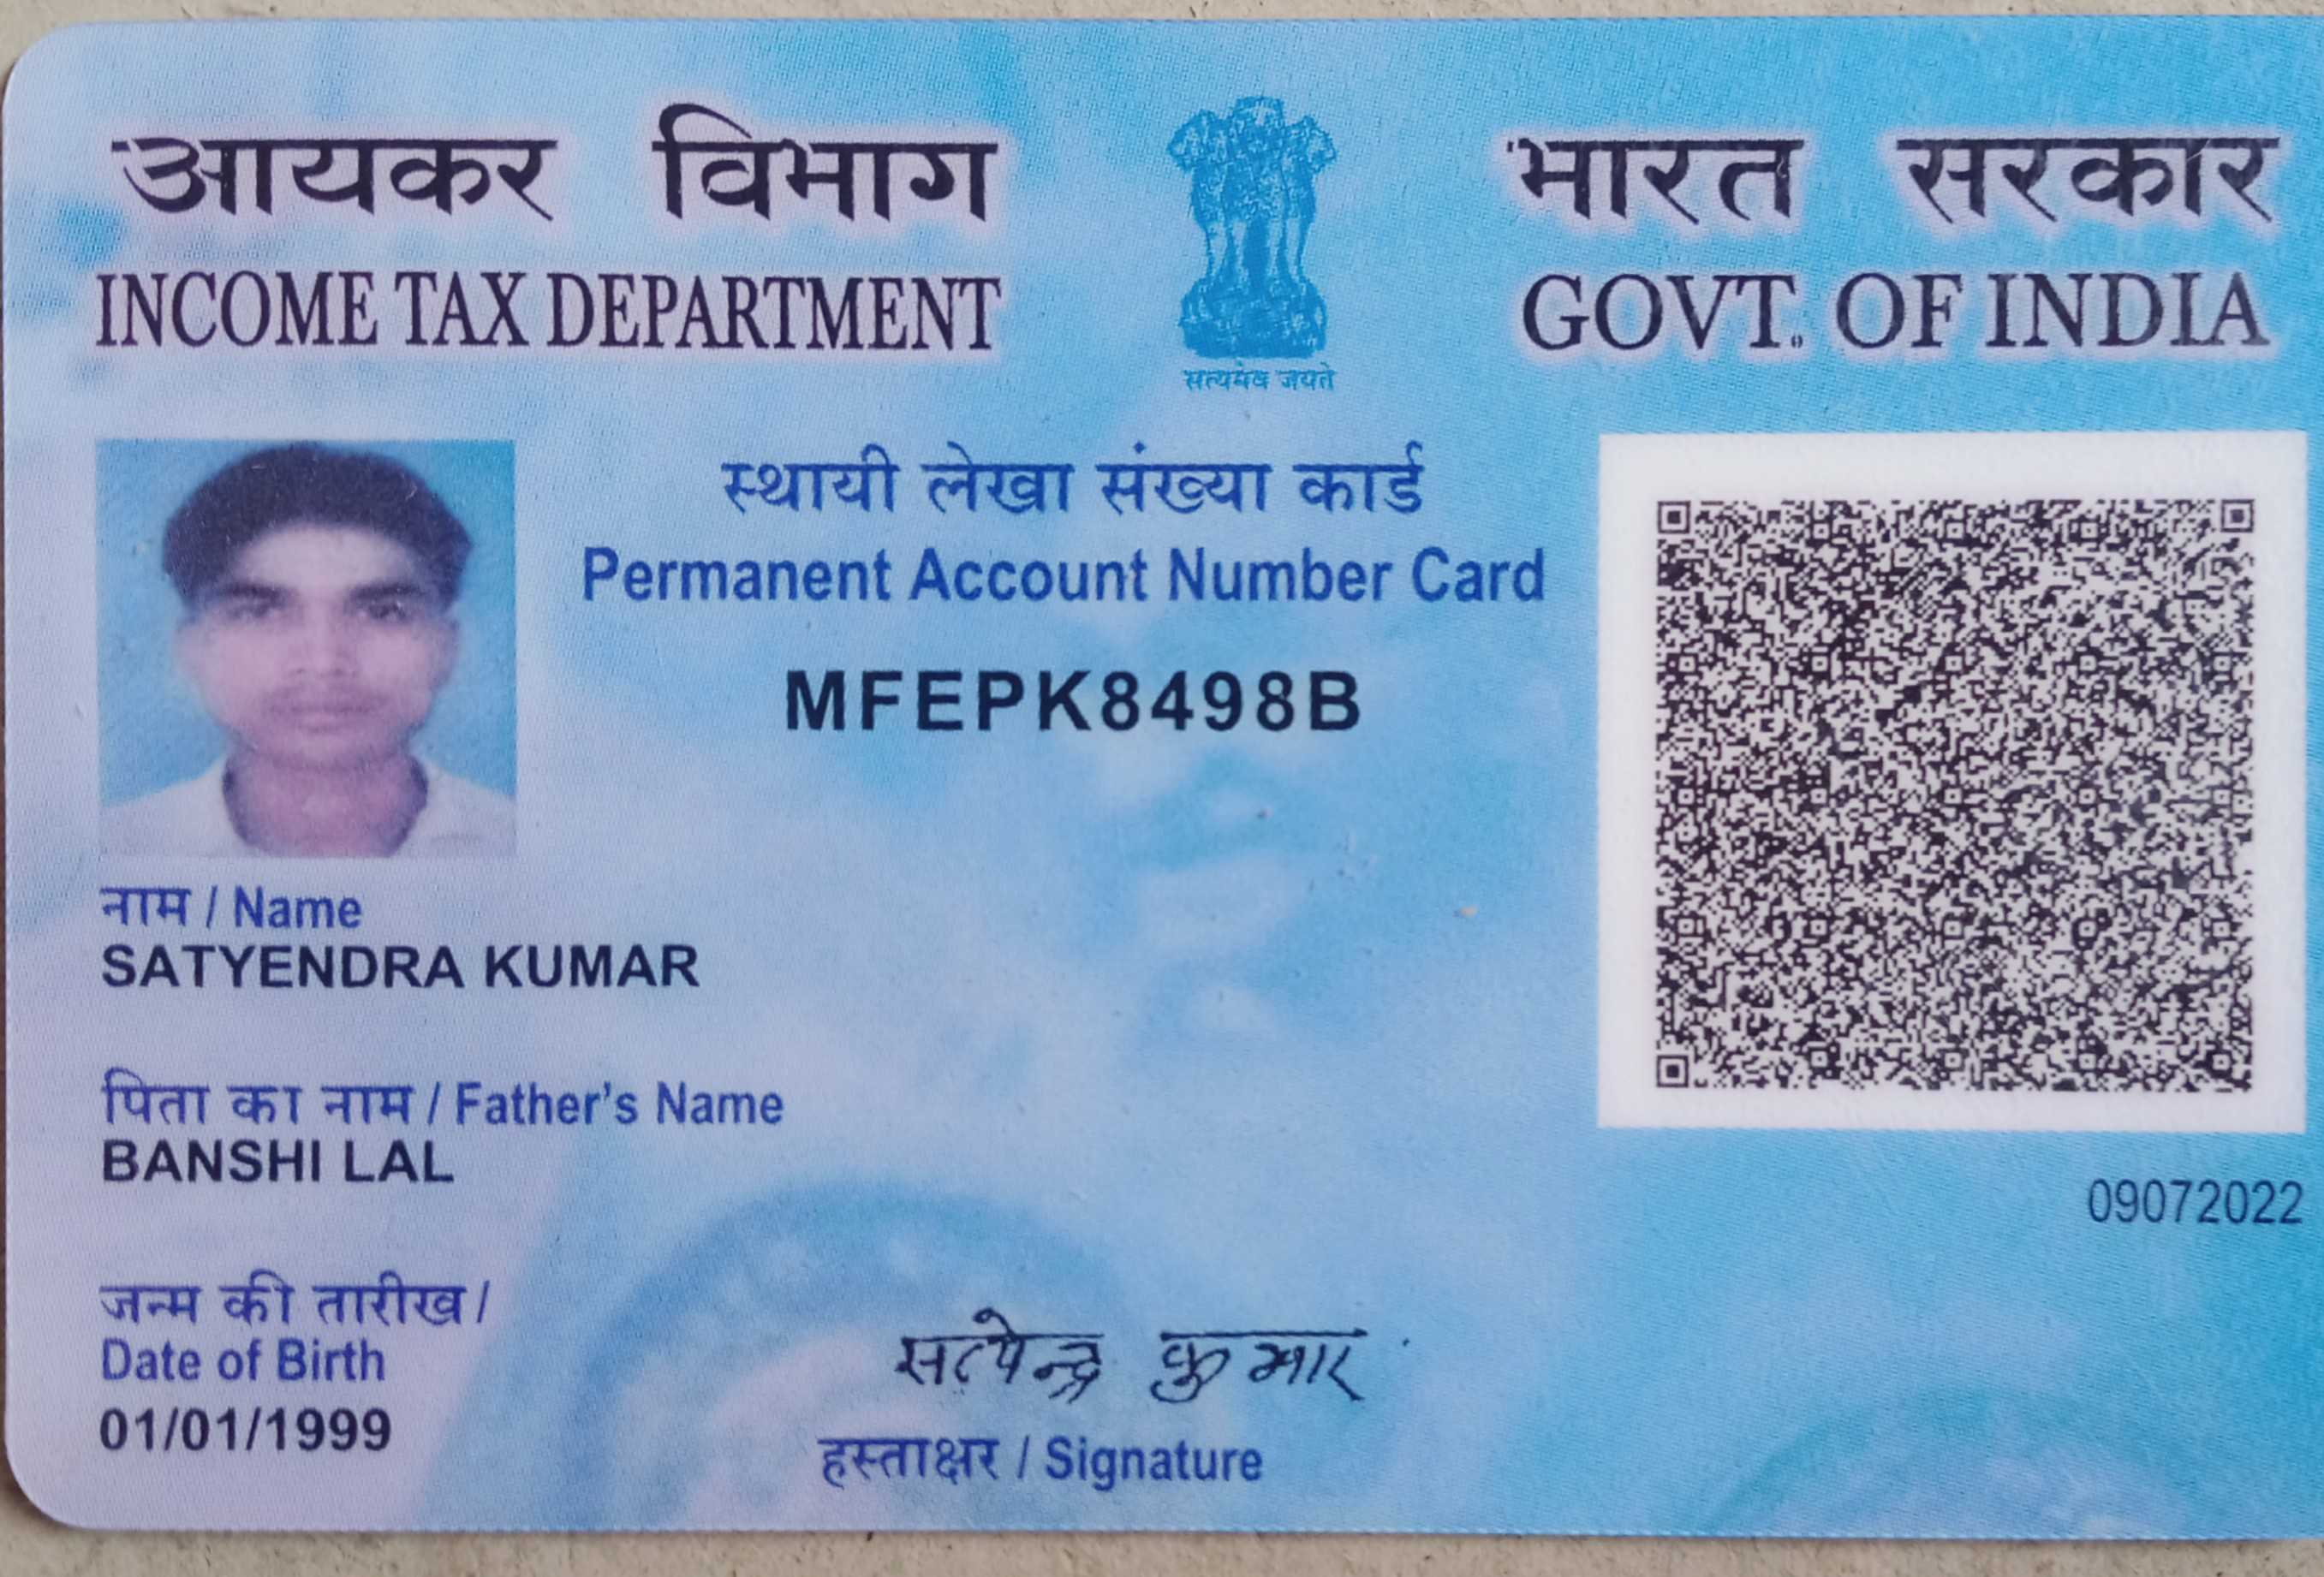 आयकर विभाग
INCOME TAX DEPARTMENT
सत्यमेव जयते
भारत सरकार
GOVT. OF INDIA
स्थायी लेखा संख्या कार्ड
Permanent Account Number Card
MFEPK8498B
नाम / Name
SATYENDRA KUMAR
पिता का नाम / Father's Name
BANSHI LAL
09072022
जन्म की तारीख /
Date of Birth
01/01/1999
सत्येन्द्र कुमार
हस्ताक्षर / Signature